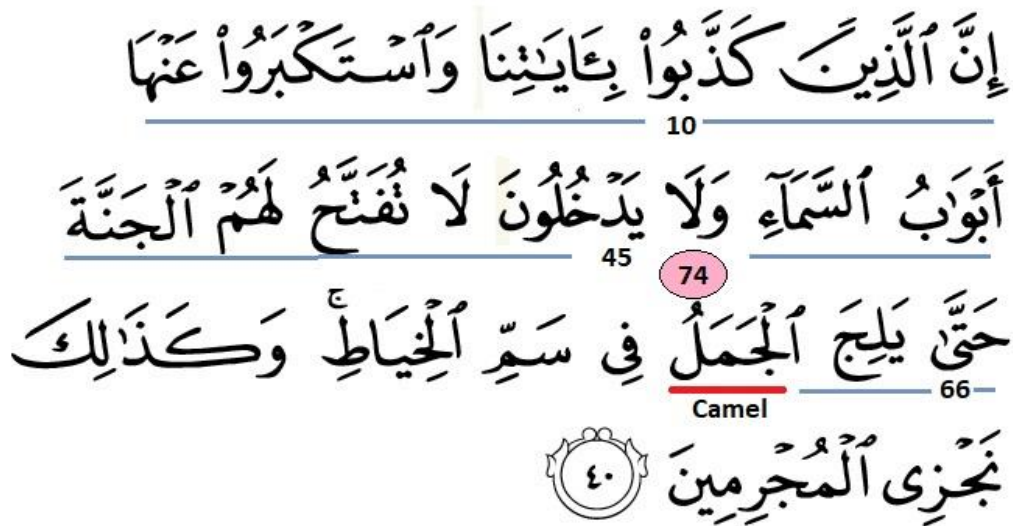 إِنَّ ٱلَّذِينَ كَذَّبُوا۟ بِـَٔايَـٰتِنَا وَٱسْتَكْبَرُوا۟ عَنْهَا
10
أَبْوَٰبُ ٱلسَّمَآءِ وَلَا يَدْخُلُونَ لَا تُفَتَّحُ لَهُمْ ٱلْجَنَّةَ
45
74
حَتَّىٰ يَلِجَ ٱلْجَمَلُ فِى سَمِّ ٱلْخِيَاطِ ۚ وَكَذَٰلِكَ
66
Camel
نَجْزِى ٱلْمُجْرِمِينَ ٤٠